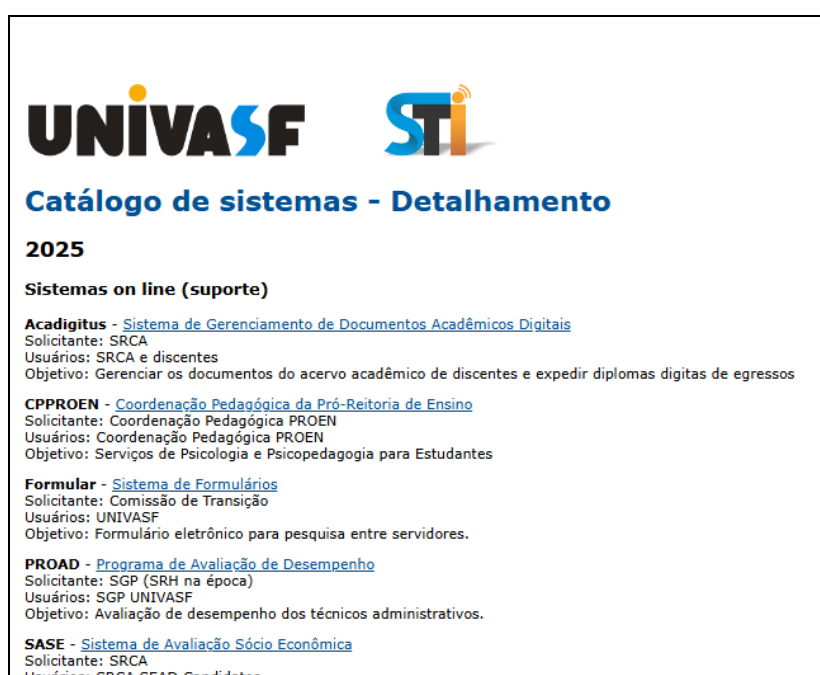 UNIVASF STi
Catálogo de sistemas - Detalhamento
2025
Sistemas on line (suporte)
Acadigitus - Sistema de Gerenciamento de Documentos Acadêmicos Digitais
Solicitante: SRCA
Usuários: SRCA e discentes
Objetivo: Gerenciar os documentos do acervo acadêmico de discentes e expedir diplomas digitas de egressos
CPPROEN - Coordenação Pedagógica da Pró-Reitoria de Ensino
Solicitante: Coordenação Pedagógica PROEN
Usuários: Coordenação Pedagógica PROEN
Objetivo: Serviços de Psicologia e Psicopedagogia para Estudantes
Formular - Sistema de Formulários
Solicitante: Comissão de Transição
Usuários: UNIVASF
Objetivo: Formulário eletrônico para pesquisa entre servidores.
PROAD - Programa de Avaliação de Desempenho
Solicitante: SGP (SRH na época)
Usuários: SGP UNIVASF
Objetivo: Avaliação de desempenho dos técnicos administrativos.
SASE - Sistema de Avaliação Sócio Econômica
Solicitante: SRCA